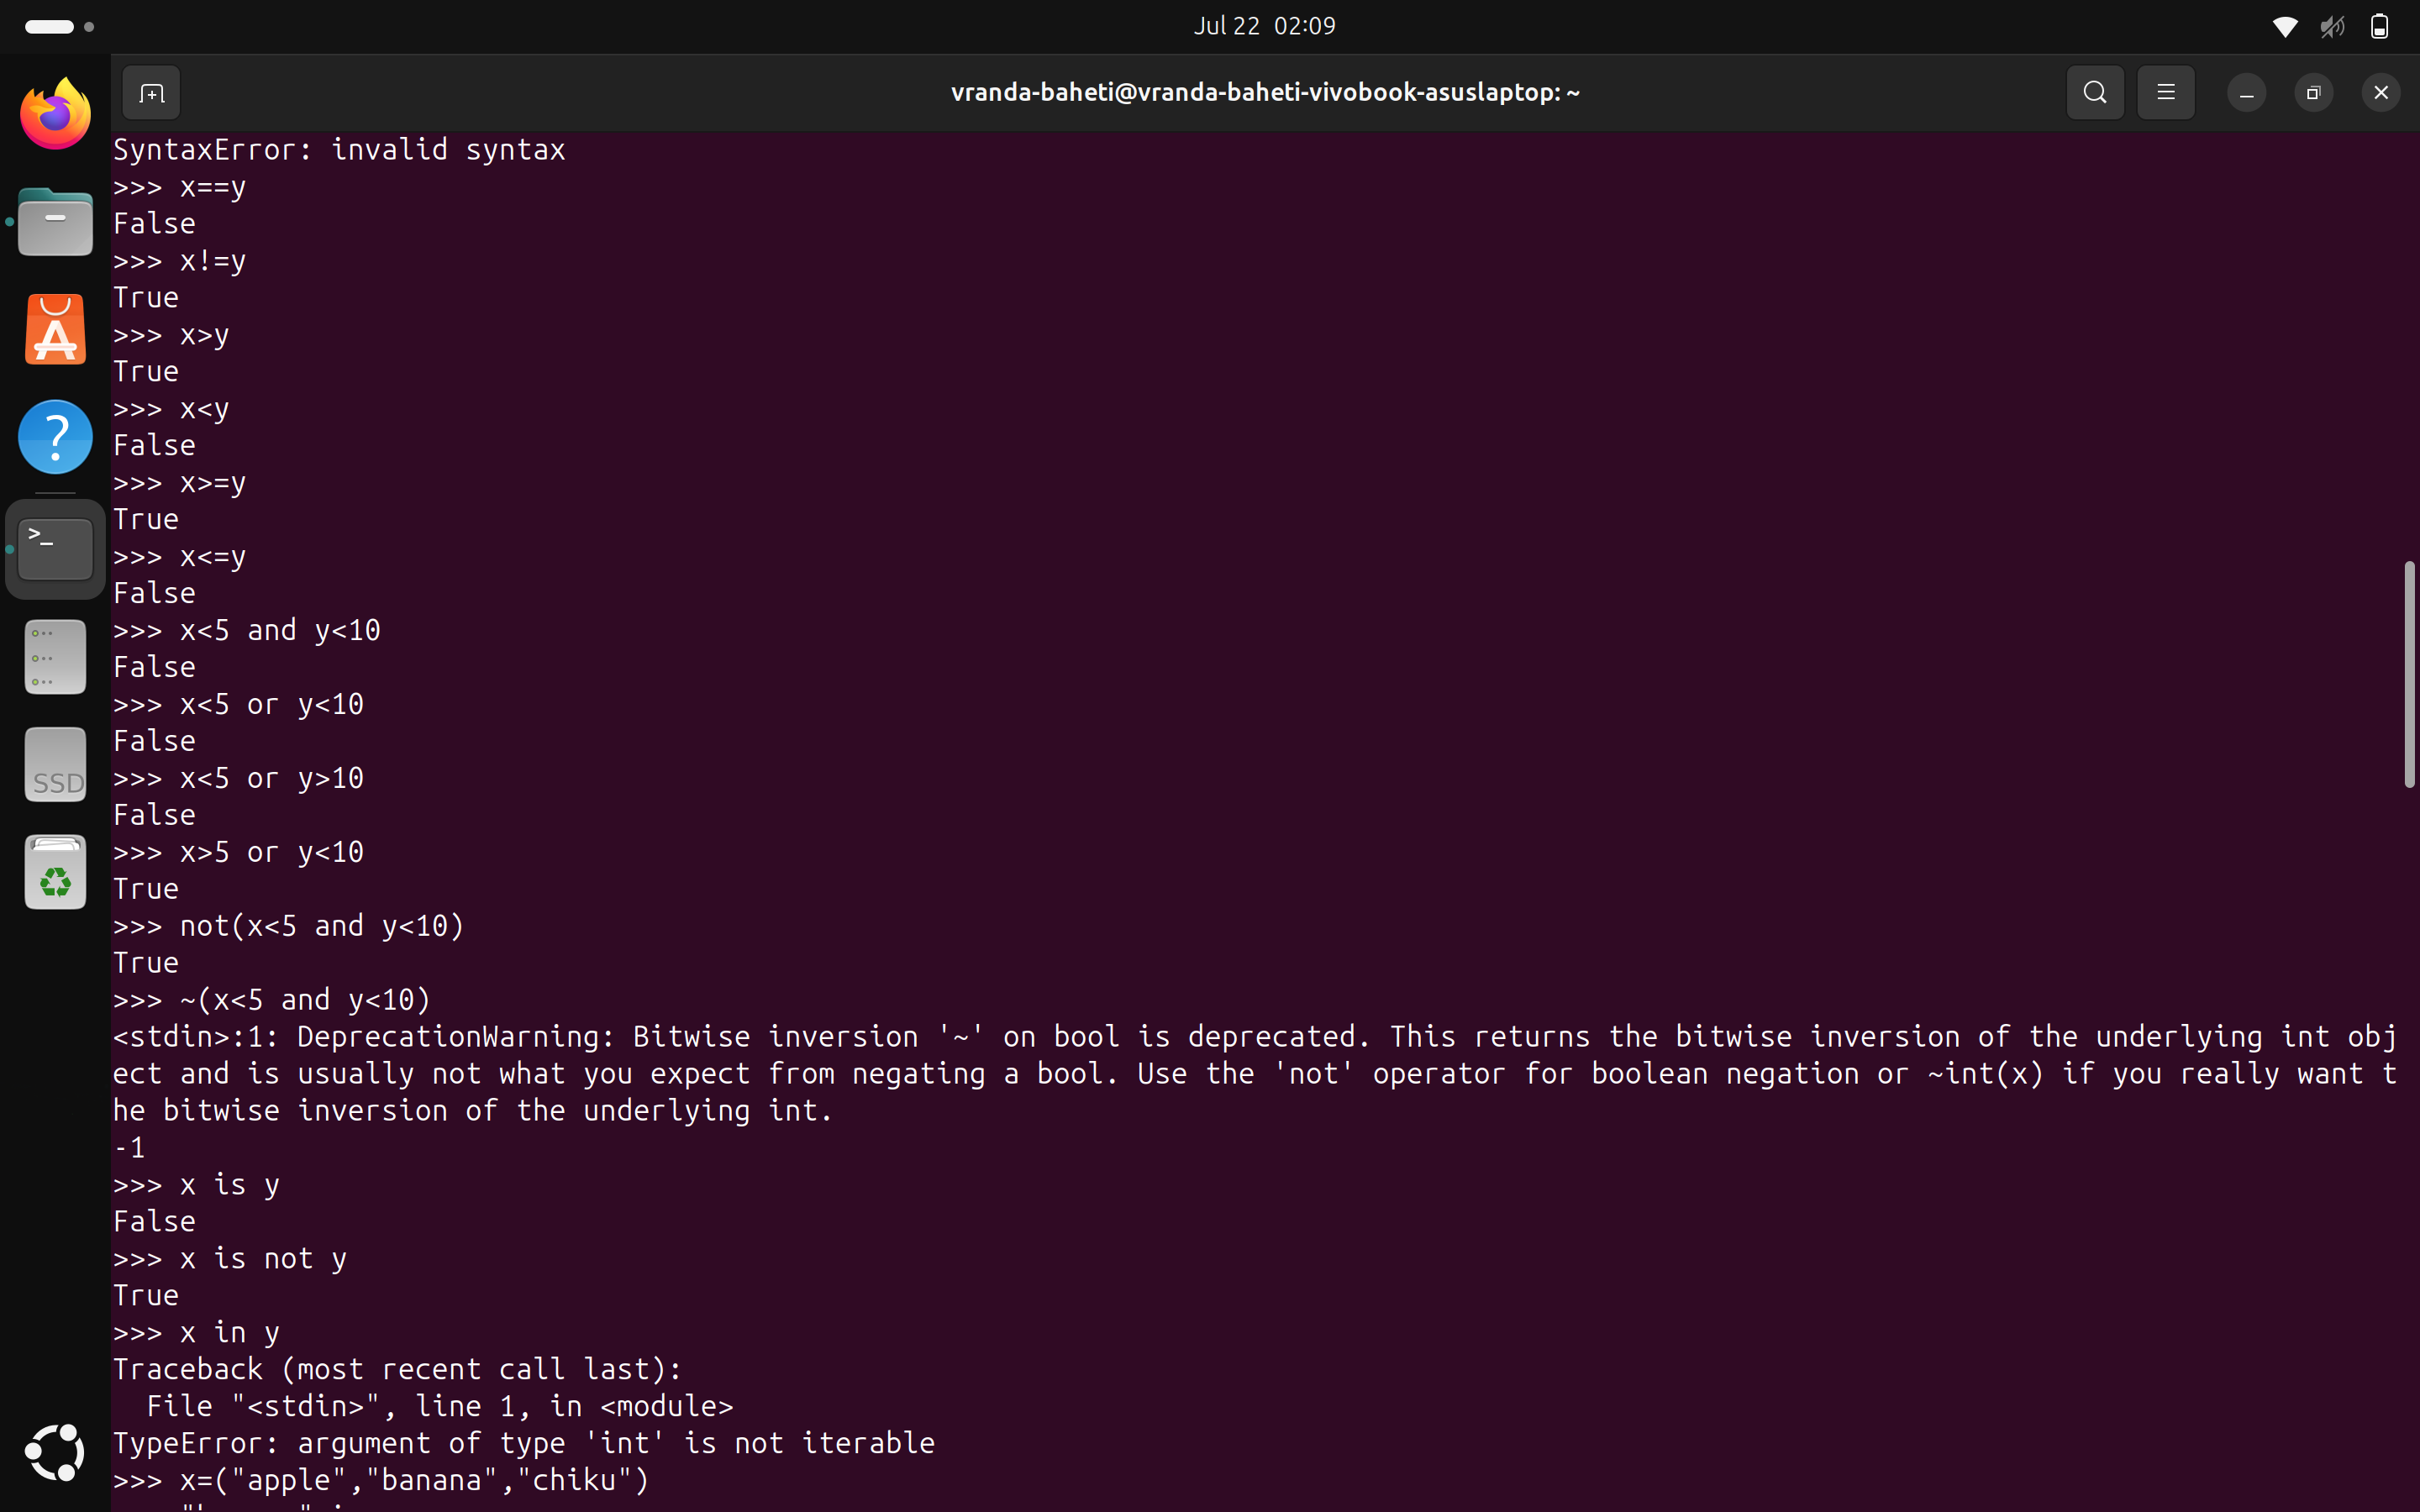 Jul 22 02:09
vranda-baheti@vranda-baheti-vivobook-asuslaptop: ~
SyntaxError: invalid syntax
>>> x==y
False
>>> x!=y
True
>>> x>y
True
>>> x<y
False
>>> x>=y
True
>>> x<=y
False
>>> x<5 and y<10
False
>>> x<5 or y<10
False
>>> x<5 or y>10
False
>>> x>5 or y<10
True
>>> not(x<5 and y<10)
True
>>> ~(x<5 and y<10)
<stdin>:1: DeprecationWarning: Bitwise inversion '~' on bool is deprecated. This returns the bitwise inversion of the underlying int obj
ect and is usually not what you expect from negating a bool. Use the 'not' operator for boolean negation or ~int(x) if you really want t
he bitwise inversion of the underlying int.
-1
>>> x is y
False
>>> x is not y
True
>>> x in y
Traceback (most recent call last):
  File "<stdin>", line 1, in <module>
TypeError: argument of type 'int' is not iterable
>>> x=("apple","banana","chiku")
SSD